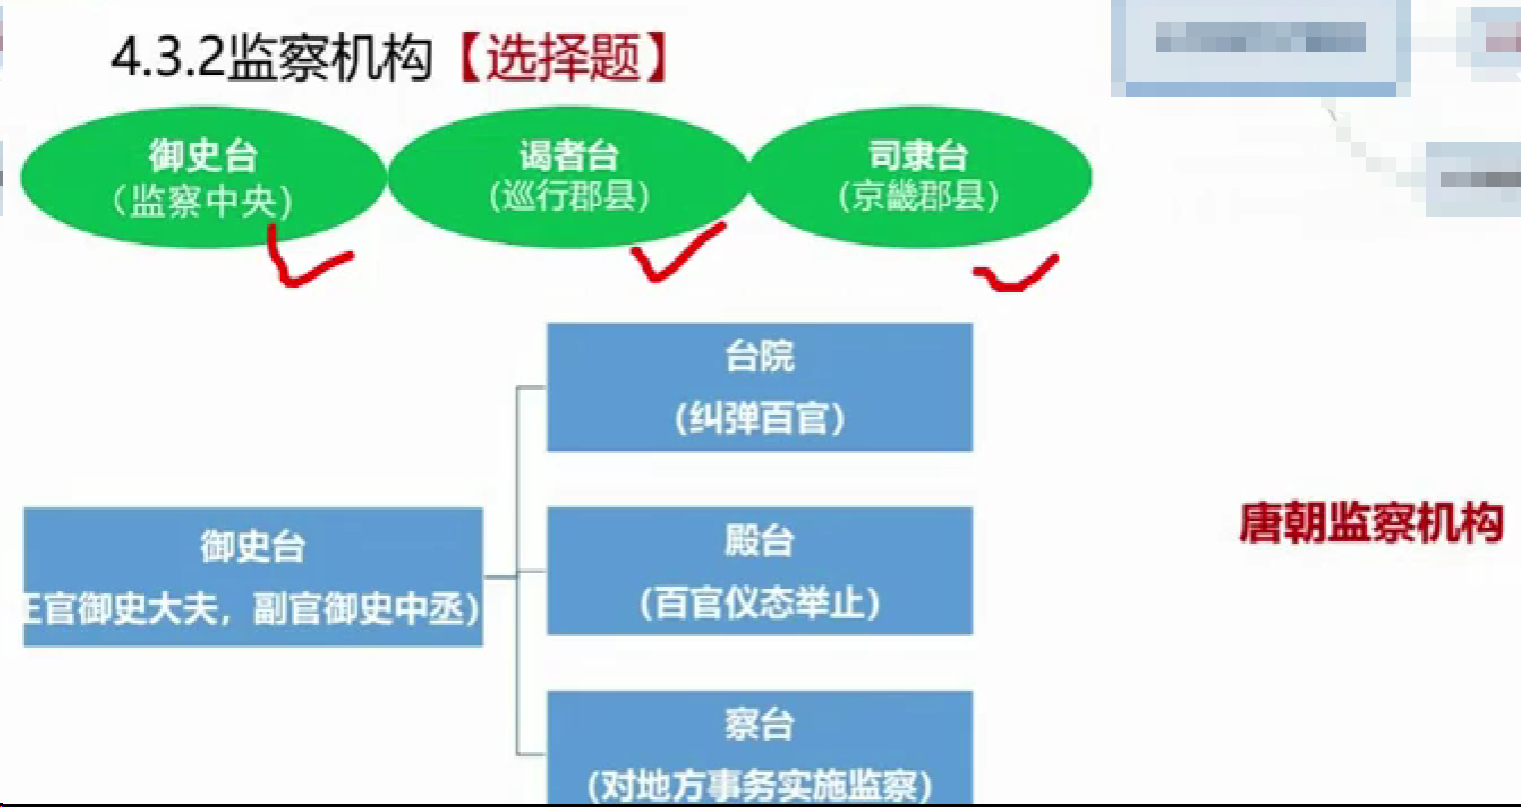 4.3.2监察机构【选择题】
御史台
（监察中央）
谒者台
（巡行郡县）
司隶台
（京畿郡县）
台院
（纠弹百官）
御史台
正官御史大夫，副官御史中丞）
殿台
（百官仪态举止）
唐朝监察机构
察台
（对地方事务实施监察）